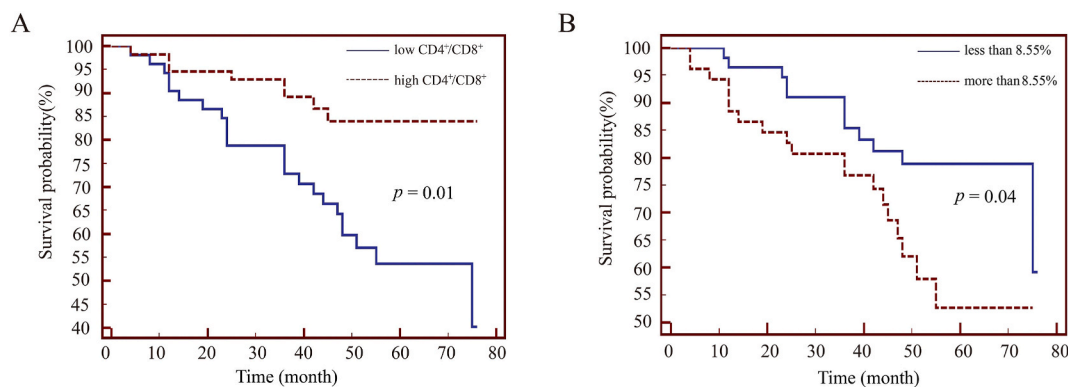 A
low CD4⁺/CD8⁺
high CD4⁺/CD8⁺
100
95
90
85
80
75
70
65
60
55
50
45
40
Survival probability(%)
p = 0.01
0 10 20 30 40 50 60 70 80
Time (month)
B
less than 8.55%
more than 8.55%
100
95
90
85
80
75
70
65
60
55
50
Survival probability(%)
p = 0.04
0 10 20 30 40 50 60 70 80
Time (month)